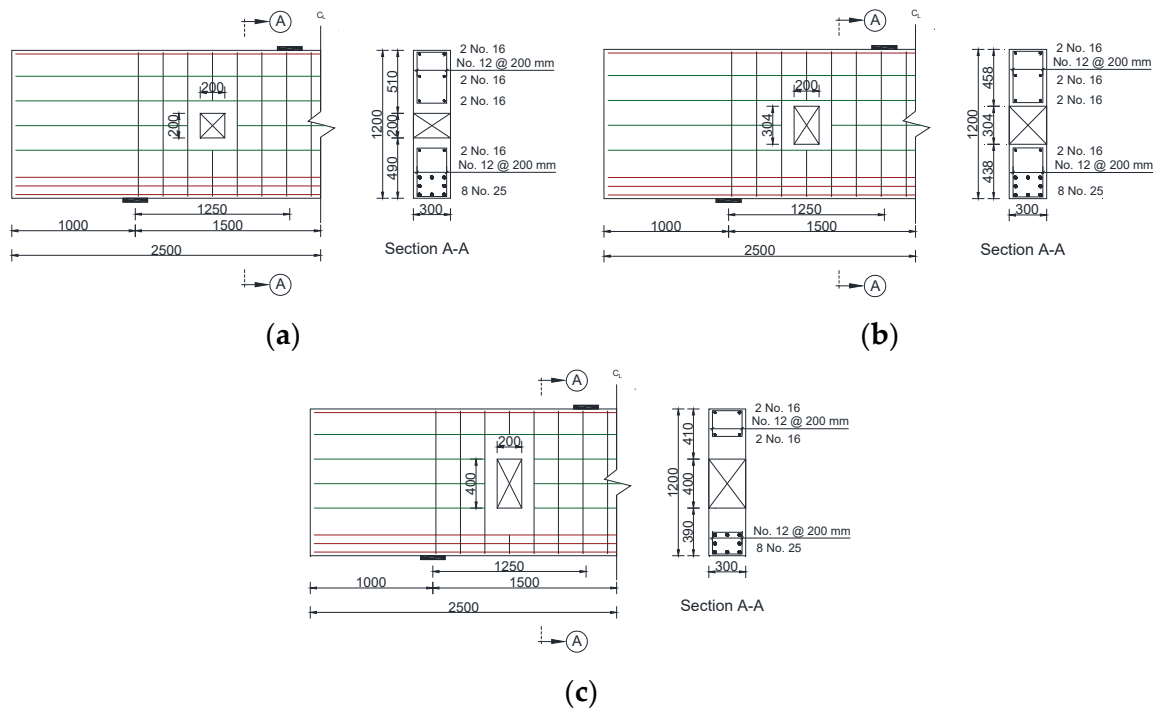 A
CL
2 No. 16
No. 12 @ 200 mm
2 No. 16
2 No. 16
2 No. 16
No. 12 @ 200 mm
8 No. 25
510
200
490
1200
200
200
300
1250
1000
1500
2500
Section A-A
A
(a)
A
CL
2 No. 16
No. 12 @ 200 mm
2 No. 16
2 No. 16
2 No. 16
No. 12 @ 200 mm
8 No. 25
458
304
438
1200
200
304
300
1250
1000
1500
2500
Section A-A
A
(b)
A
CL
2 No. 16
No. 12 @ 200 mm
2 No. 16
No. 12 @ 200 mm
8 No. 25
410
400
390
1200
200
400
300
1250
1000
1500
2500
Section A-A
A
(c)